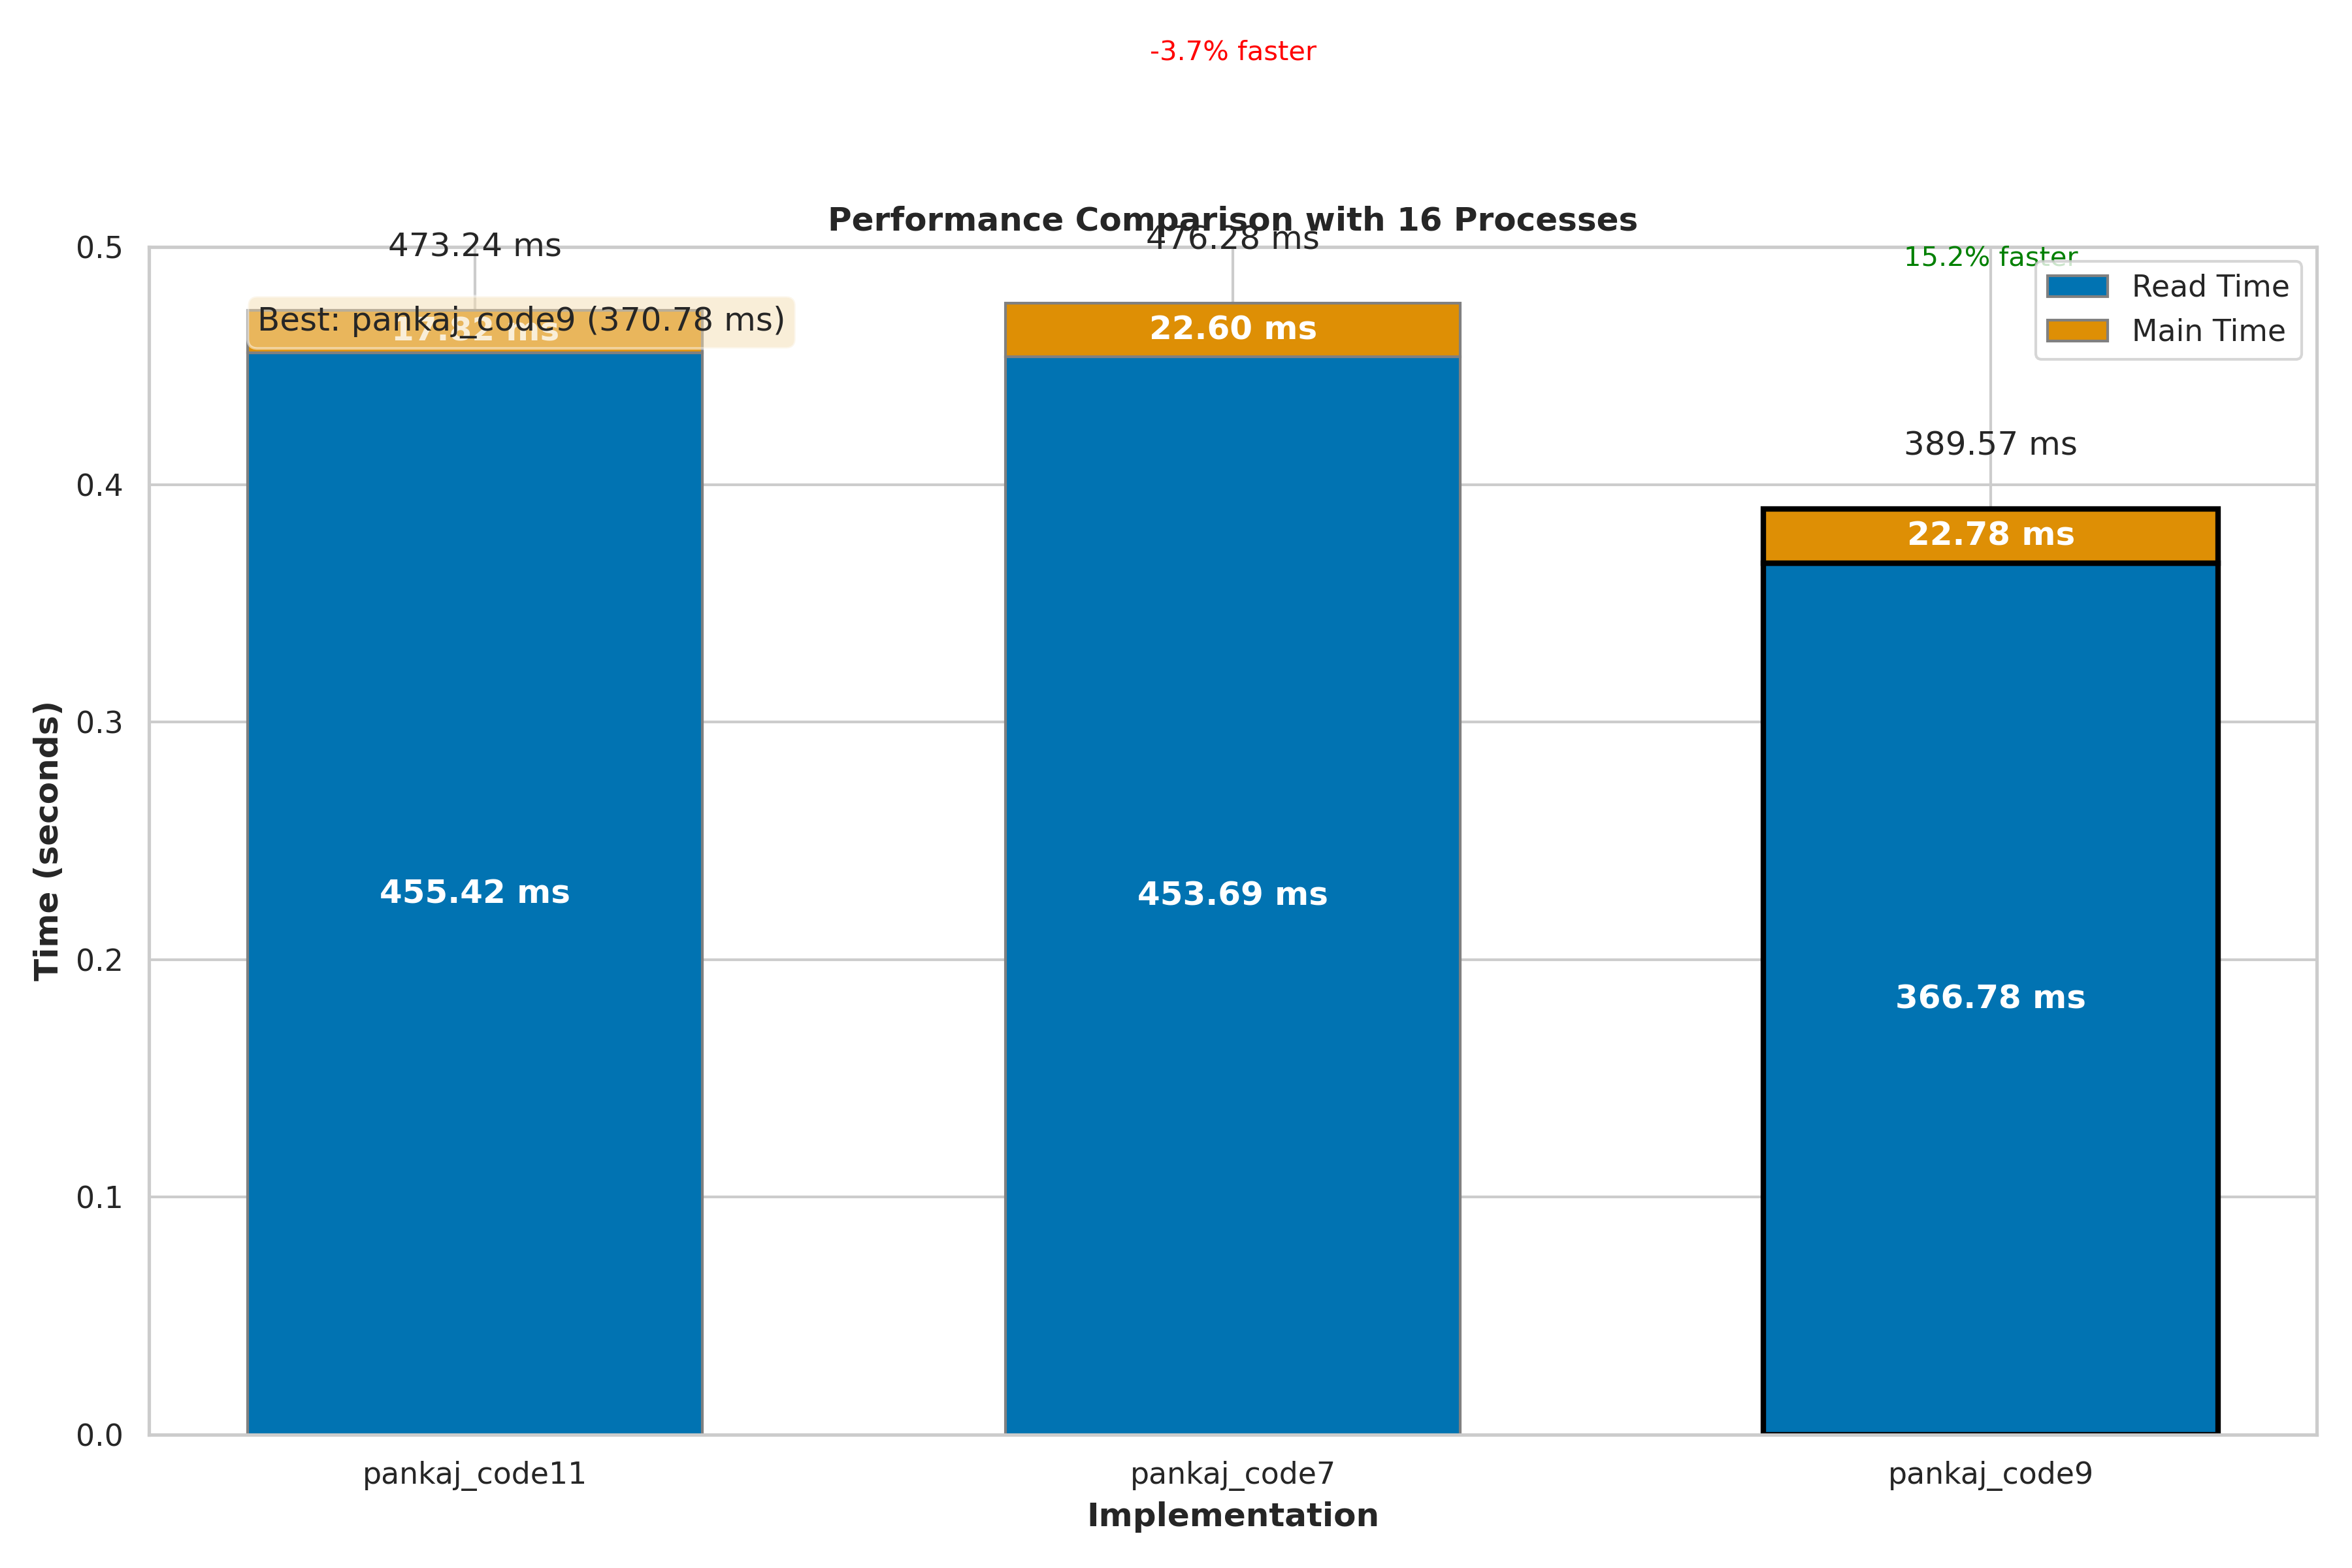 -3.7% faster
Performance Comparison with 16 Processes
473.24 ms
476.28 ms
15.2% faster
Read Time
Main Time
Best: pankaj_code9 (370.78 ms)
17.82 ms
22.60 ms
389.57 ms
22.78 ms
455.42 ms
453.69 ms
366.78 ms
Time (seconds)
0.5
0.4
0.3
0.2
0.1
0.0
pankaj_code11
pankaj_code7
pankaj_code9
Implementation